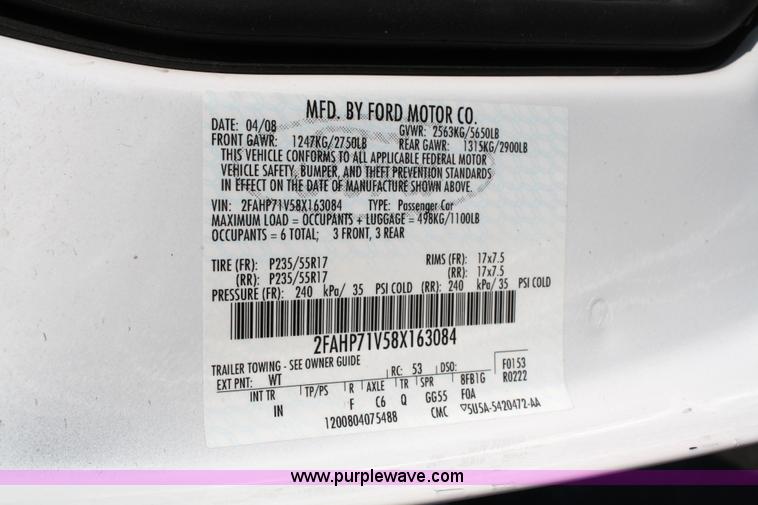 MFD. BY FORD MOTOR CO.
DATE: 04/08 GVWR: 2563KG/5650LB
FRONT GAWR: 1247KG/2750LB REAR GAWR: 1315KG/2900LB
THIS VEHICLE CONFORMS TO ALL APPLICABLE FEDERAL MOTOR
VEHICLE SAFETY, BUMPER, AND THEFT PREVENTION STANDARDS
IN EFFECT ON THE DATE OF MANUFACTURE SHOWN ABOVE.
VIN: 2FAHP71V58X163084 TYPE: Passenger Car
MAXIMUM LOAD = OCCUPANTS + LUGGAGE = 498KG/1100LB
OCCUPANTS = 6 TOTAL; 3 FRONT, 3 REAR
TIRE (FR): P235/55R17 RIMS (FR): 17x7.5
(RR): P235/55R17 (RR): 17x7.5
PRESSURE (FR): 240 kPa/ 35 PSI COLD (RR): 240 kPa/ 35 PSI COLD
2FAHP71V58X163084
TRAILER TOWING - SEE OWNER GUIDE
EXT PNT: WT RC: 53 DSO: F0153
INT TR TP/PS R AXLE TR SPR 8FB1G R0222
IN F C6 Q GG55 FOA
1200804075488 CMC ▽5U5A-5420472-AA
www.purplewave.com